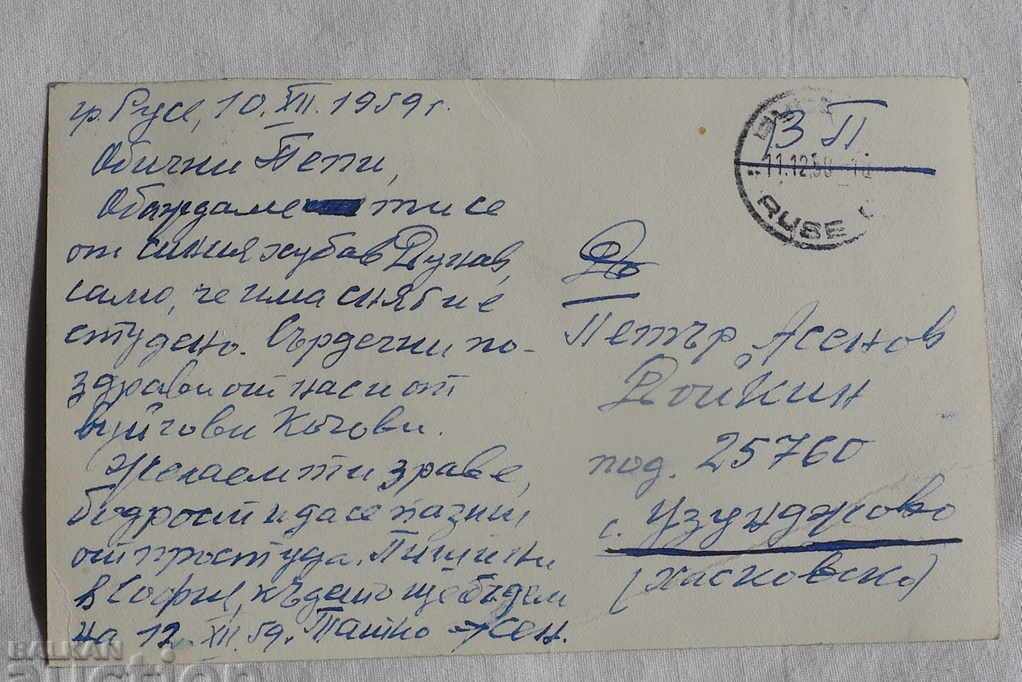 гр. Русе, 10. XII. 1959 г.
Обични Пепи,
Обаждаме ти се
от синия хубав Дунав,
само, че има сняг и е
студено. Сърдечни по-
здрави от нас и от
вуйчови Кочови.
Желаем ти здраве,
бодрост и да се пазиш
от простуда. Пиши ни
в София, където ще бъдем
на 12. XII. 59. Татко Асен.
ВЗП
11.12.59
RUSE
До
Петър Асенов
Дойкин
под. 25760
с. Узунджово
(Хасковско)
BALKAN
auction